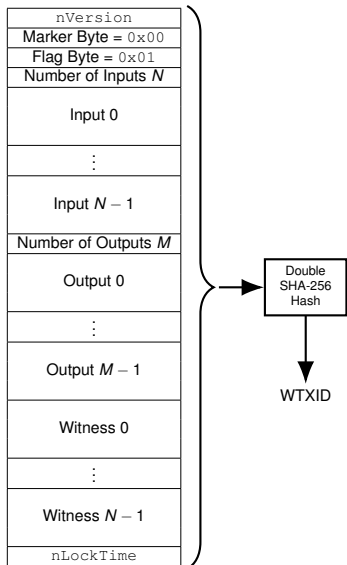 nVersion
Marker Byte = 0x00
Flag Byte = 0x01
Number of Inputs N
Input 0
⋮
Input N − 1
Number of Outputs M
Output 0
⋮
Output M − 1
Witness 0
⋮
Witness N − 1
nLockTime
Double
SHA-256
Hash
WTXID